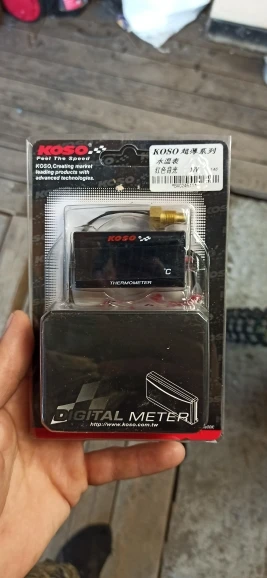 KOSO
Feel The Speed
KOSO,Creating market
leading products with
advanced technologies.
KOSO 超薄系列
水温表
KOSO
°C
THERMOMETER
DIGITAL METER
http://www.koso.com.tw